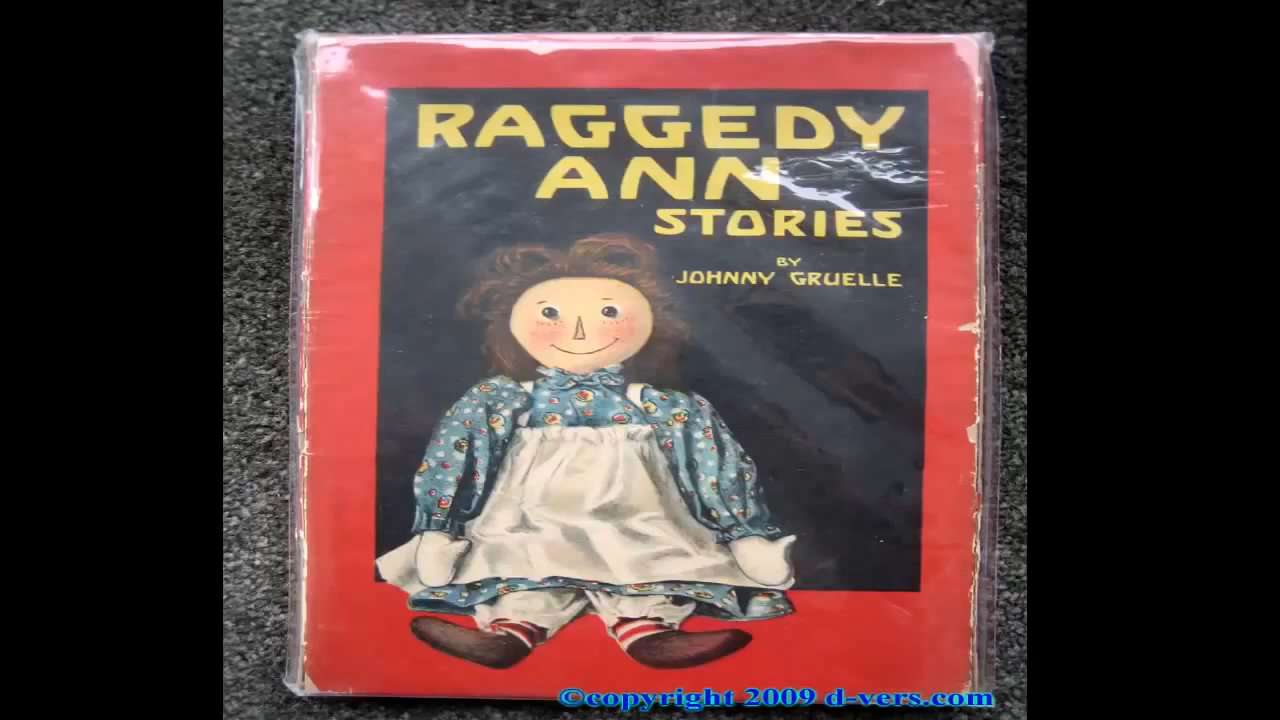 RAGGEDY
ANN
STORIES
BY
JOHNNY GRUELLE
©copyright 2009 d-vers.com